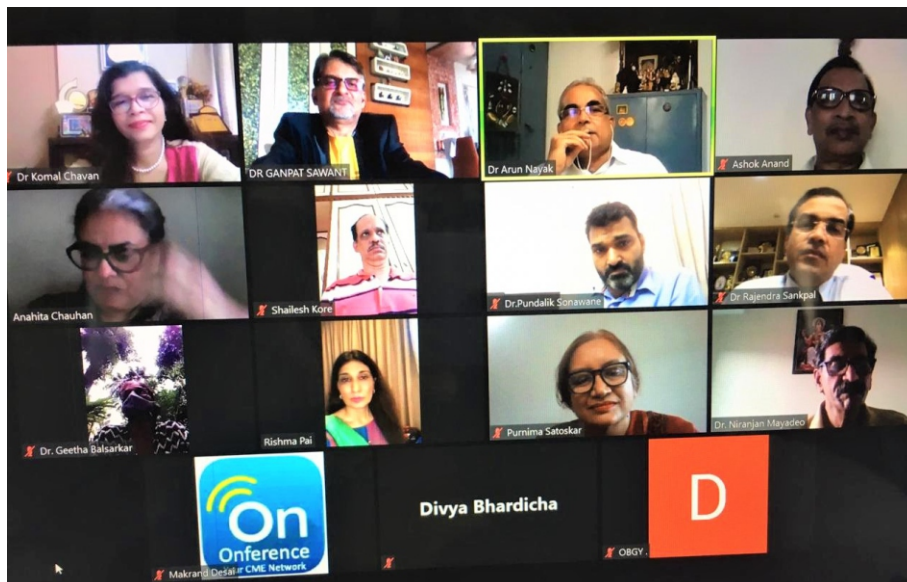 Dr Komal Chavan
DR GANPAT SAWANT
Dr Arun Nayak
Ashok Anand
Anahita Chauhan
Shailesh Kore
Dr.Pundalik Sonawane
Dr Rajendra Sankpal
Dr. Geetha Balsarkar
Rishma Pai
Purnima Satoskar
Dr. Niranjan Mayadeo
On
Onference
CME Network
Makrand Desai
Divya Bhardicha
D
OBGY .